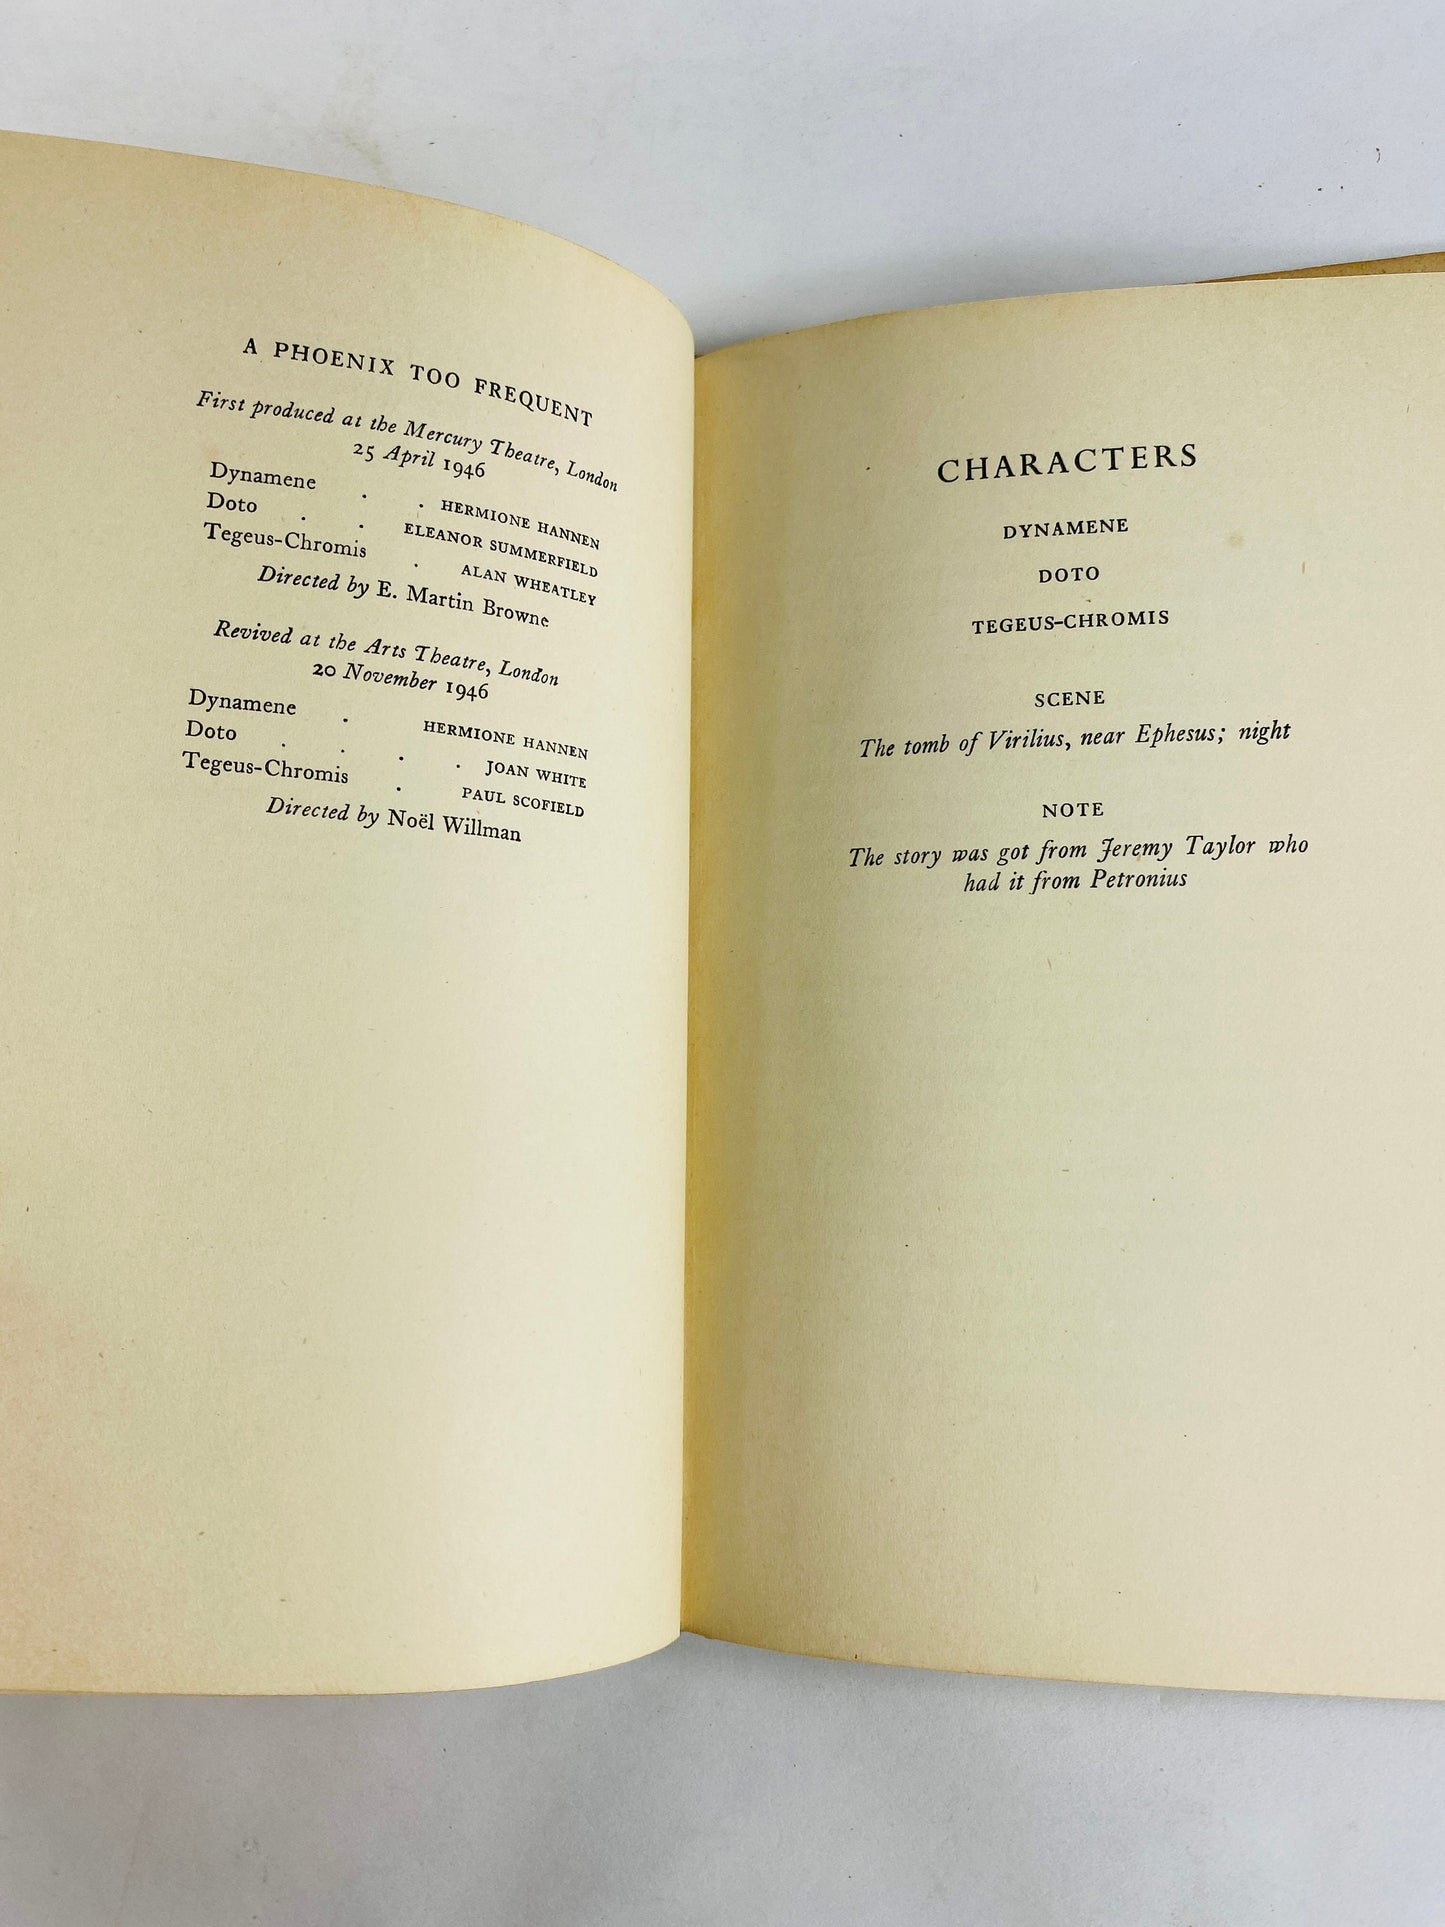 A PHOENIX TOO FREQUENT
First produced at the Mercury Theatre, London
25 April 1946
Dynamene . . HERMIONE HANNEN
Doto . . ELEANOR SUMMERFIELD
Tegeus-Chromis . ALAN WHEATLEY
Directed by E. Martin Browne
Revived at the Arts Theatre, London
20 November 1946
Dynamene . HERMIONE HANNEN
Doto . . . . JOAN WHITE
Tegeus-Chromis . PAUL SCOFIELD
Directed by Noël Willman
CHARACTERS
DYNAMENE
DOTO
TEGEUS-CHROMIS
SCENE
The tomb of Virilius, near Ephesus; night
NOTE
The story was got from Jeremy Taylor who
had it from Petronius